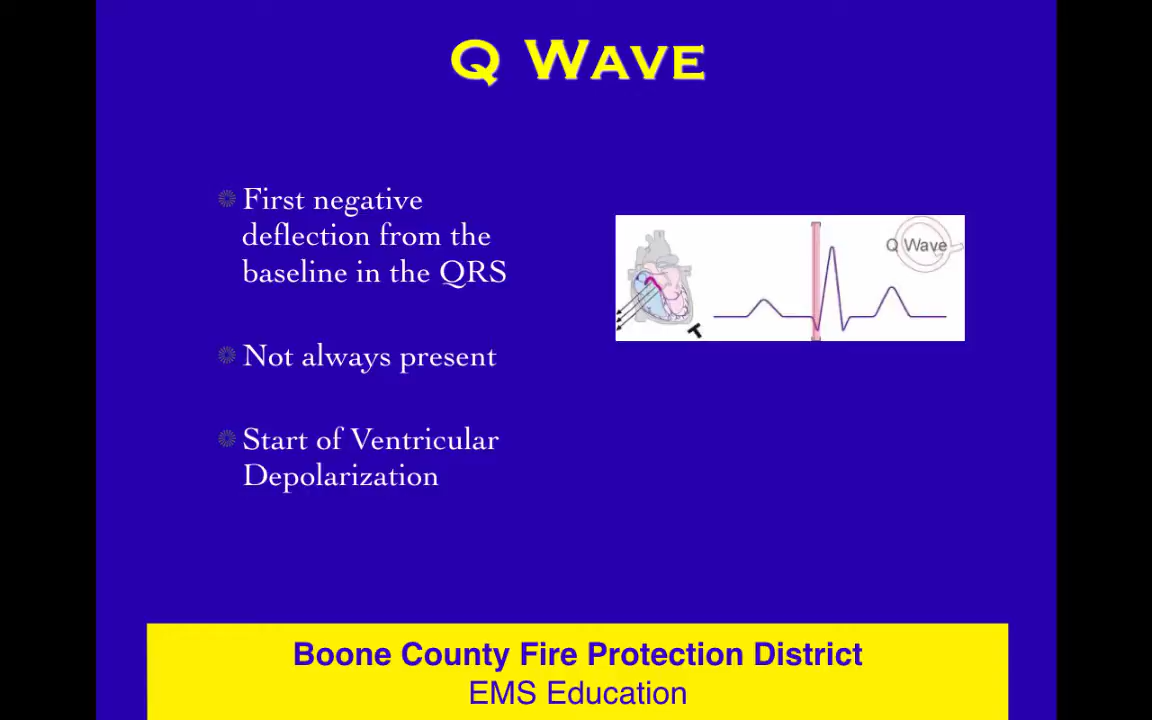 Q Wave
First negative
deflection from the
baseline in the QRS
Not always present
Start of Ventricular
Depolarization
Q Wave
Boone County Fire Protection District
EMS Education